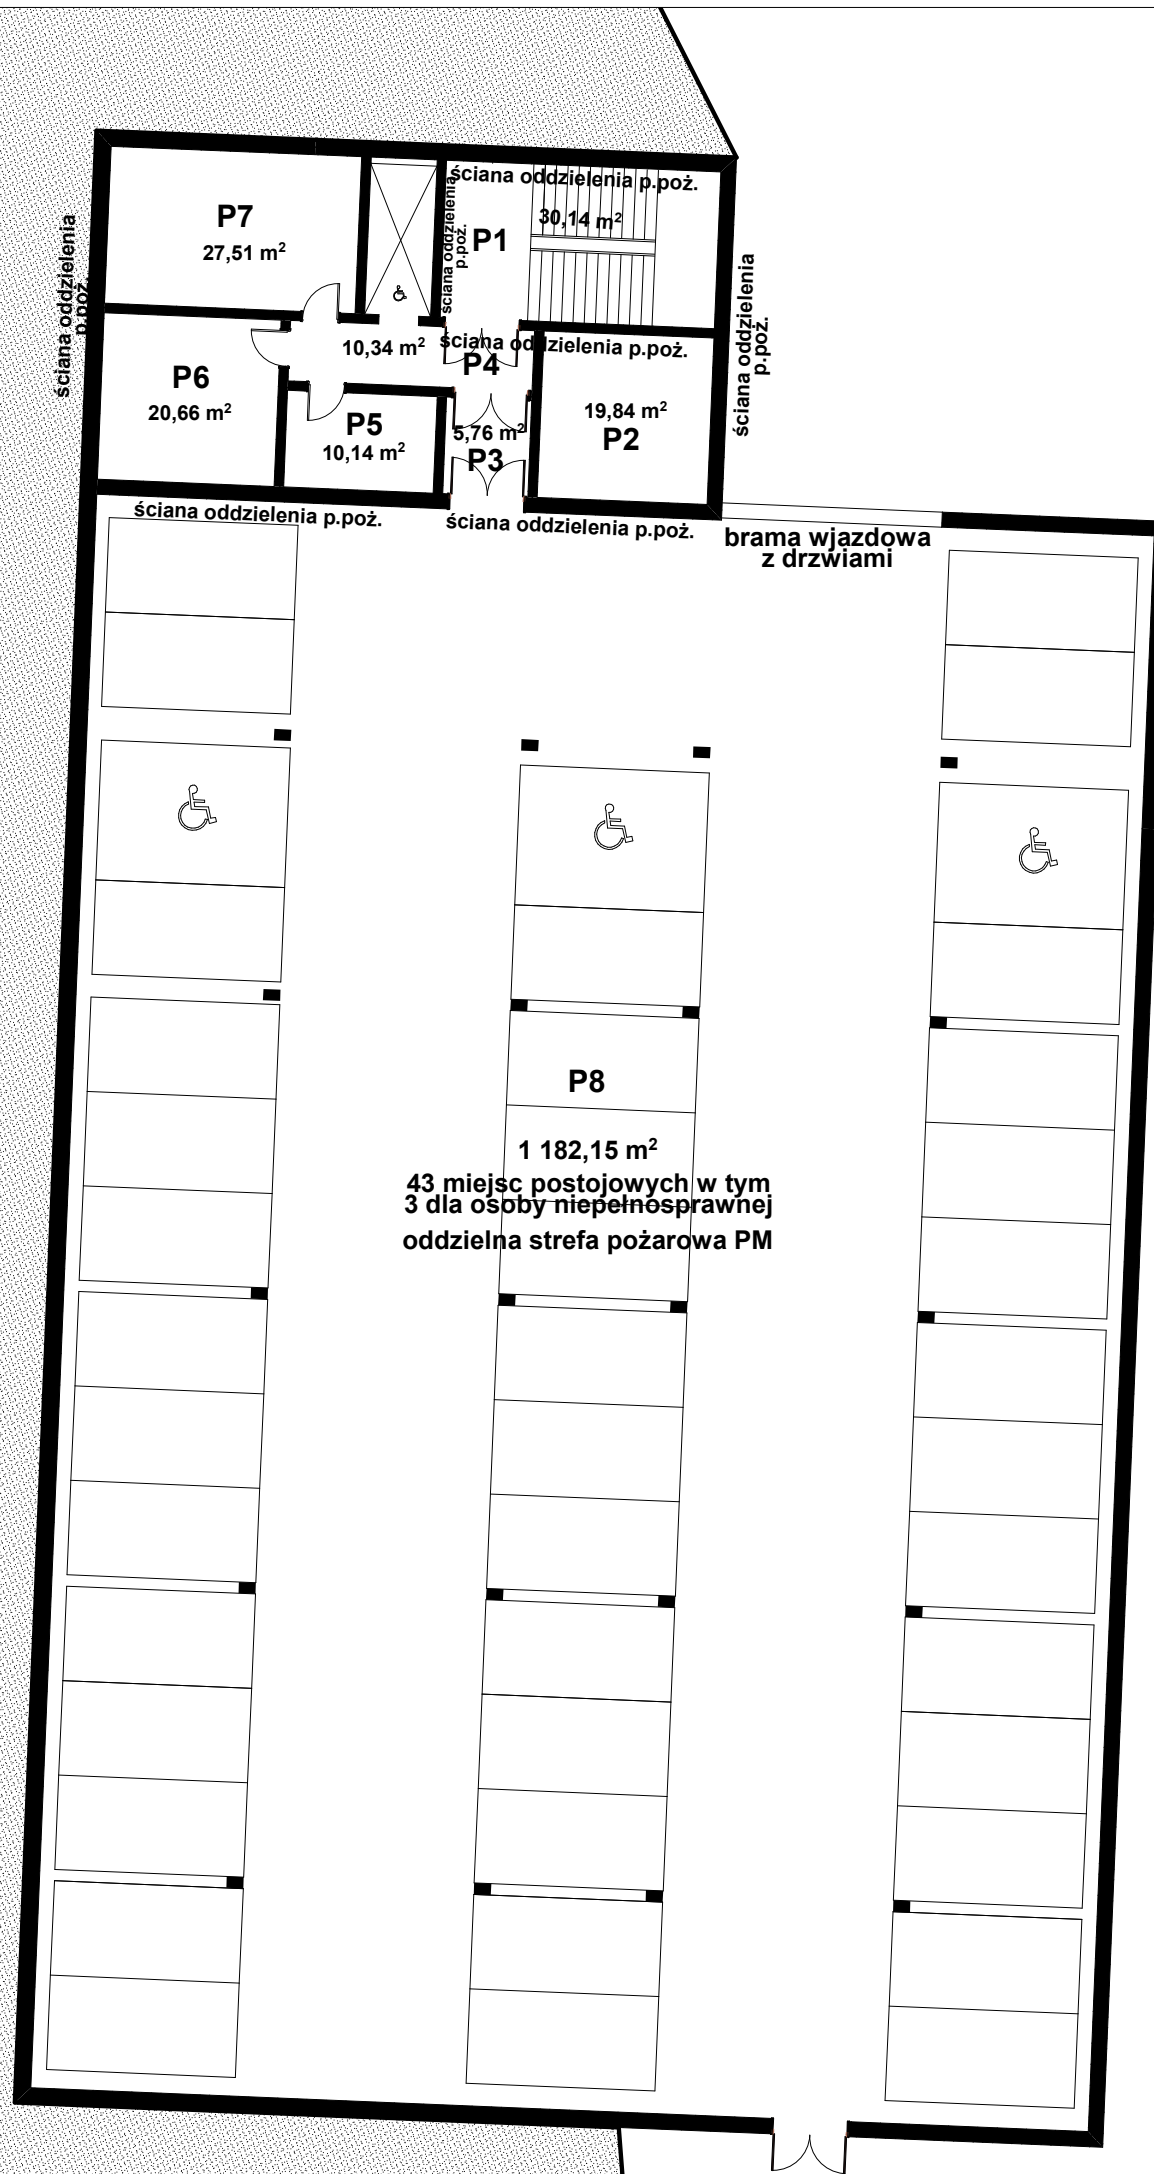 ściana oddzielenia p.poż.
P7
27,51 m²
ściana oddzielenia
p.poż.
P1
30,14 m²
ściana oddzielenia
p.poż.
ściana oddzielenia
p.poż.
10,34 m²
ściana oddzielenia p.poż.
P4
P6
20,66 m²
P5
10,14 m²
5,76 m²
P3
19,84 m²
P2
ściana oddzielenia p.poż.
ściana oddzielenia p.poż.
brama wjazdowa
z drzwiami
P8
1 182,15 m²
43 miejsc postojowych w tym
3 dla osoby niepełnosprawnej
oddzielna strefa pożarowa PM